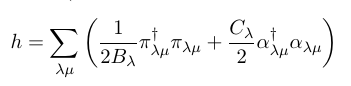 h = \sum_{\lambda\mu} \left( \frac{1}{2B_\lambda} \pi^\dagger_{\lambda\mu} \pi_{\lambda\mu} + \frac{C_\lambda}{2} \alpha^\dagger_{\lambda\mu} \alpha_{\lambda\mu} \right)